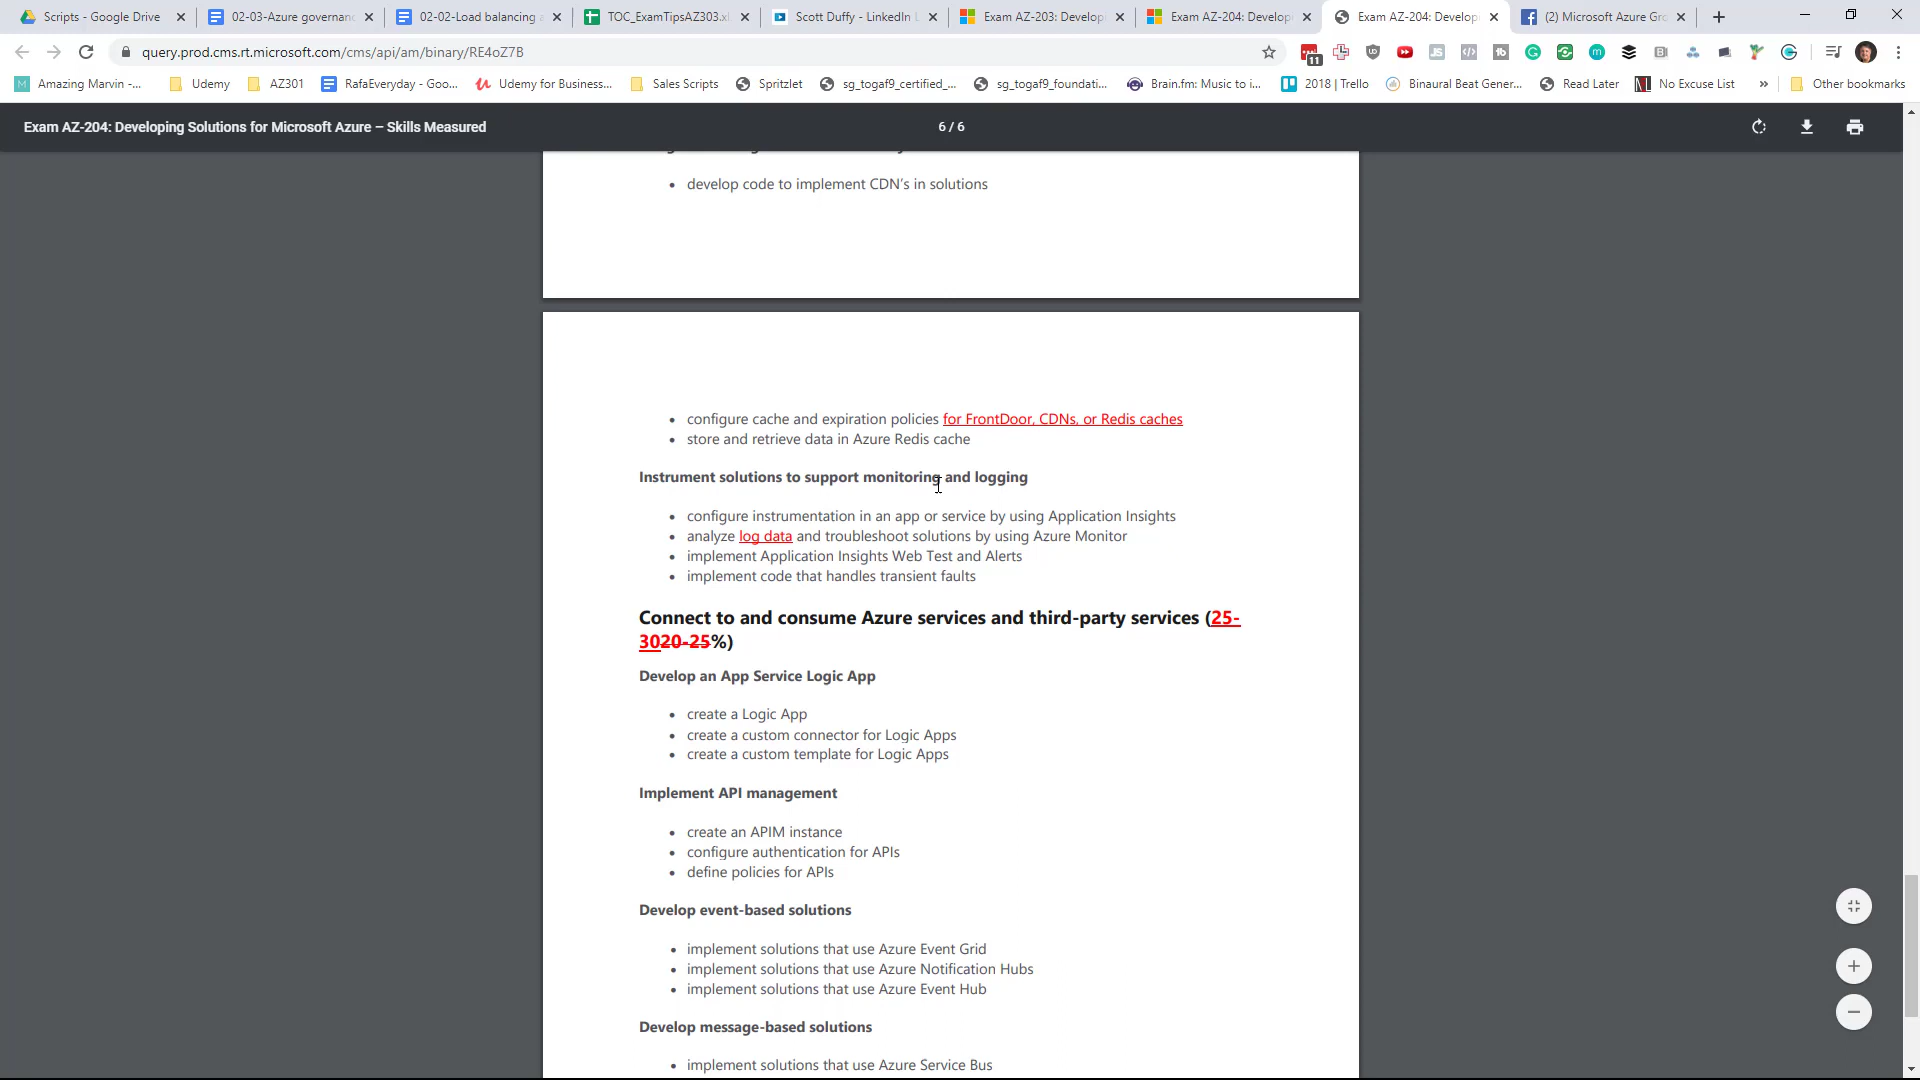 Scripts - Google Drive
02-03-Azure governanc
02-02-Load balancing a
TOC_ExamTipsAZ303.xl
Scott Duffy - LinkedIn L
Exam AZ-203: Develop
Exam AZ-204: Develop
Exam AZ-204: Develop
(2) Microsoft Azure Gro
query.prod.cms.rt.microsoft.com/cms/api/am/binary/RE4oZ7B
11
Amazing Marvin -...
Udemy
AZ301
RafaEveryday - Goo...
Udemy for Business...
Sales Scripts
Spritzlet
sg_togaf9_certified_...
sg_togaf9_foundati...
Brain.fm: Music to i...
2018 | Trello
Binaural Beat Gener...
Read Later
No Excuse List
»
Other bookmarks
Exam AZ-204: Developing Solutions for Microsoft Azure – Skills Measured
6 / 6
• develop code to implement CDN's in solutions
• configure cache and expiration policies for FrontDoor, CDNs, or Redis caches
• store and retrieve data in Azure Redis cache
Instrument solutions to support monitoring and logging
• configure instrumentation in an app or service by using Application Insights
• analyze log data and troubleshoot solutions by using Azure Monitor
• implement Application Insights Web Test and Alerts
• implement code that handles transient faults
Connect to and consume Azure services and third-party services (25-
3020-25%)
Develop an App Service Logic App
• create a Logic App
• create a custom connector for Logic Apps
• create a custom template for Logic Apps
Implement API management
• create an APIM instance
• configure authentication for APIs
• define policies for APIs
Develop event-based solutions
• implement solutions that use Azure Event Grid
• implement solutions that use Azure Notification Hubs
• implement solutions that use Azure Event Hub
Develop message-based solutions
• implement solutions that use Azure Service Bus